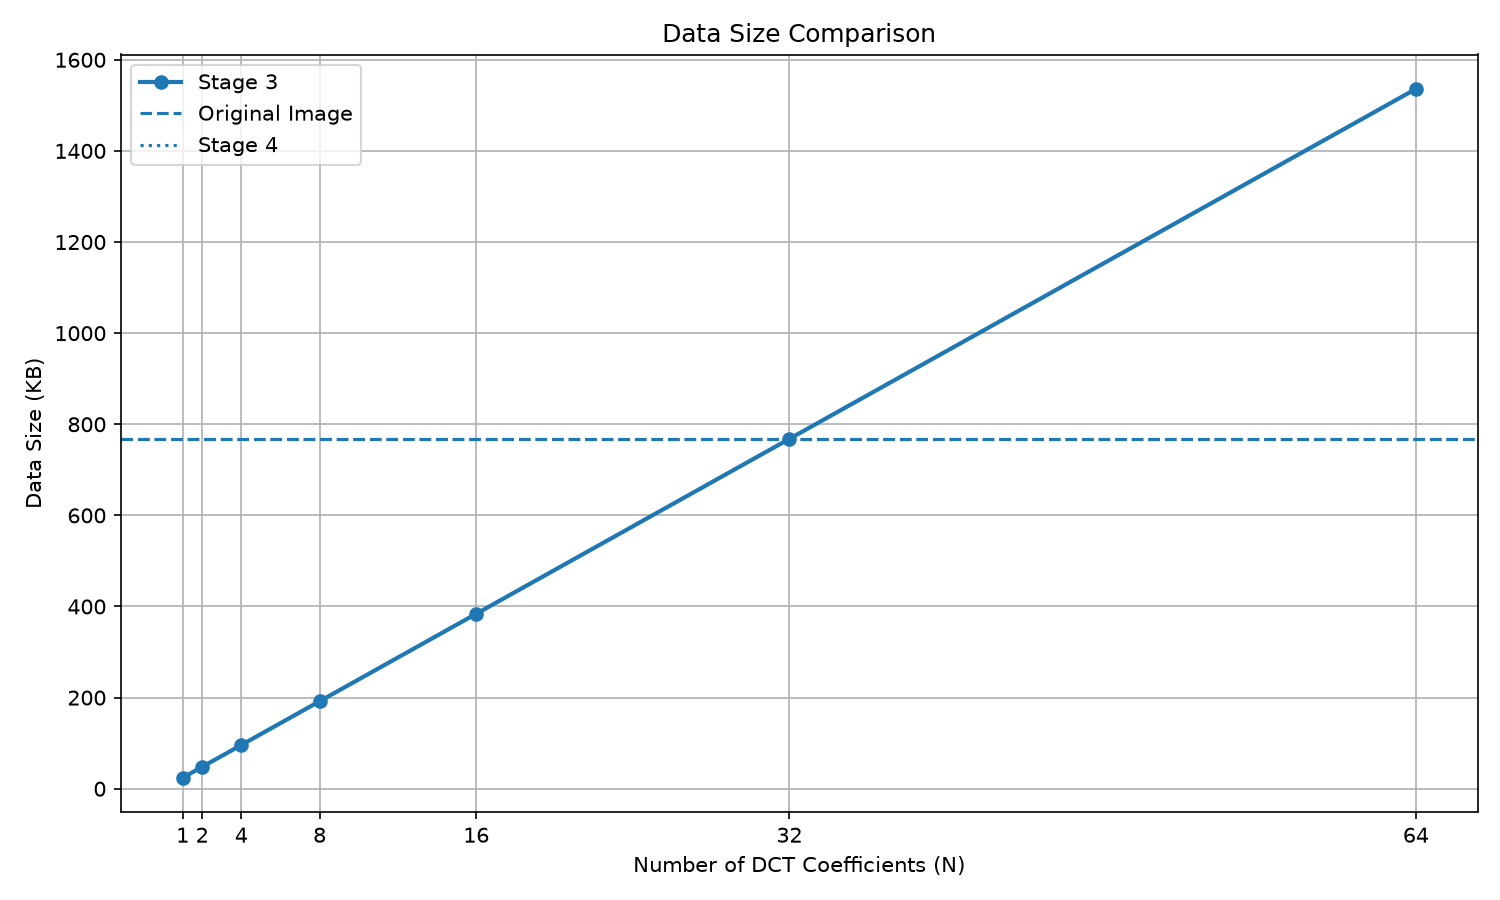 Data Size Comparison
1600
1400
1200
1000
800
600
400
200
0
Data Size (KB)
Stage 3
Original Image
Stage 4
1 2 4 8 16 32 64
Number of DCT Coefficients (N)